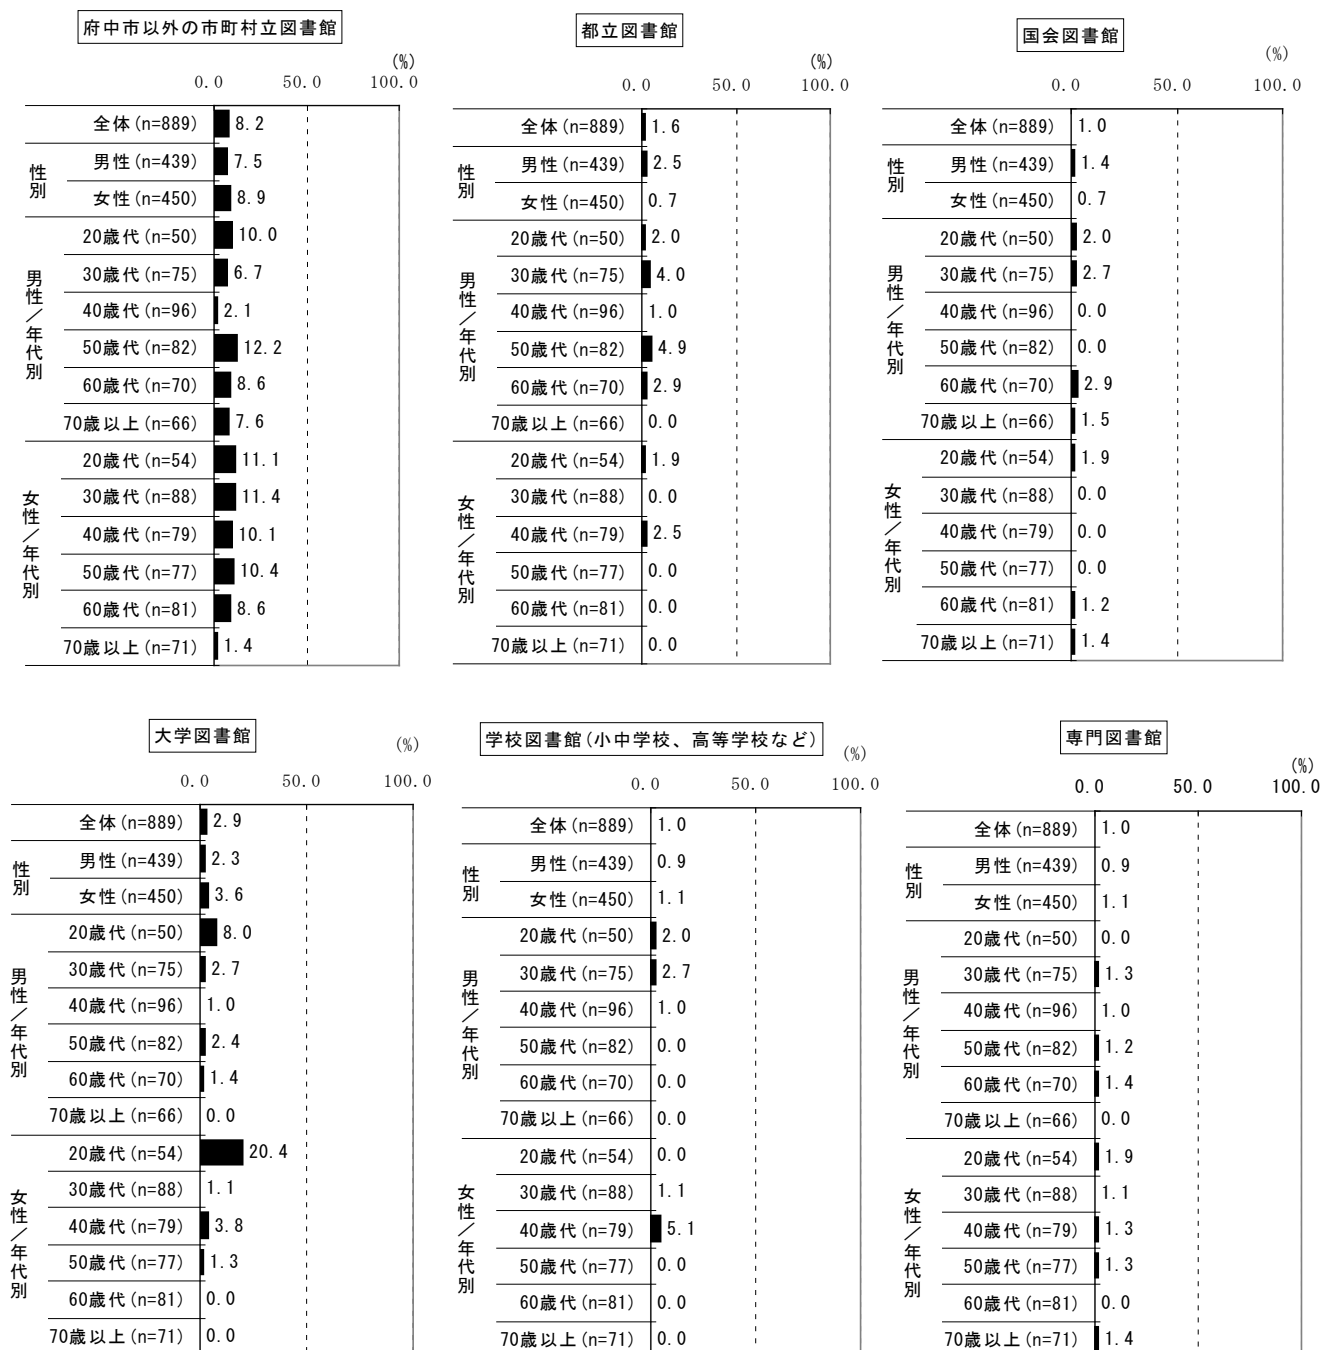 府中市以外の市町村立図書館
(%)
0.0 50.0 100.0
全体(n=889) 8.2
性別
男性(n=439) 7.5
女性(n=450) 8.9
男性/年代別
20歳代(n=50) 10.0
30歳代(n=75) 6.7
40歳代(n=96) 2.1
50歳代(n=82) 12.2
60歳代(n=70) 8.6
70歳以上(n=66) 7.6
女性/年代別
20歳代(n=54) 11.1
30歳代(n=88) 11.4
40歳代(n=79) 10.1
50歳代(n=77) 10.4
60歳代(n=81) 8.6
70歳以上(n=71) 1.4
都立図書館
(%)
0.0 50.0 100.0
全体(n=889) 1.6
性別
男性(n=439) 2.5
女性(n=450) 0.7
男性/年代別
20歳代(n=50) 2.0
30歳代(n=75) 4.0
40歳代(n=96) 1.0
50歳代(n=82) 4.9
60歳代(n=70) 2.9
70歳以上(n=66) 0.0
女性/年代別
20歳代(n=54) 1.9
30歳代(n=88) 0.0
40歳代(n=79) 2.5
50歳代(n=77) 0.0
60歳代(n=81) 0.0
70歳以上(n=71) 0.0
国会図書館
(%)
0.0 50.0 100.0
全体(n=889) 1.0
性別
男性(n=439) 1.4
女性(n=450) 0.7
男性/年代別
20歳代(n=50) 2.0
30歳代(n=75) 2.7
40歳代(n=96) 0.0
50歳代(n=82) 0.0
60歳代(n=70) 2.9
70歳以上(n=66) 1.5
女性/年代別
20歳代(n=54) 1.9
30歳代(n=88) 0.0
40歳代(n=79) 0.0
50歳代(n=77) 0.0
60歳代(n=81) 1.2
70歳以上(n=71) 1.4
大学図書館
(%)
0.0 50.0 100.0
全体(n=889) 2.9
性別
男性(n=439) 2.3
女性(n=450) 3.6
男性/年代別
20歳代(n=50) 8.0
30歳代(n=75) 2.7
40歳代(n=96) 1.0
50歳代(n=82) 2.4
60歳代(n=70) 1.4
70歳以上(n=66) 0.0
女性/年代別
20歳代(n=54) 20.4
30歳代(n=88) 1.1
40歳代(n=79) 3.8
50歳代(n=77) 1.3
60歳代(n=81) 0.0
70歳以上(n=71) 0.0
学校図書館(小中学校、高等学校など)
(%)
0.0 50.0 100.0
全体(n=889) 1.0
性別
男性(n=439) 0.9
女性(n=450) 1.1
男性/年代別
20歳代(n=50) 2.0
30歳代(n=75) 2.7
40歳代(n=96) 1.0
50歳代(n=82) 0.0
60歳代(n=70) 0.0
70歳以上(n=66) 0.0
女性/年代別
20歳代(n=54) 0.0
30歳代(n=88) 1.1
40歳代(n=79) 5.1
50歳代(n=77) 0.0
60歳代(n=81) 0.0
70歳以上(n=71) 0.0
専門図書館
(%)
0.0 50.0 100.0
全体(n=889) 1.0
性別
男性(n=439) 0.9
女性(n=450) 1.1
男性/年代別
20歳代(n=50) 0.0
30歳代(n=75) 1.3
40歳代(n=96) 1.0
50歳代(n=82) 1.2
60歳代(n=70) 1.4
70歳以上(n=66) 0.0
女性/年代別
20歳代(n=54) 1.9
30歳代(n=88) 1.1
40歳代(n=79) 1.3
50歳代(n=77) 1.3
60歳代(n=81) 0.0
70歳以上(n=71) 1.4